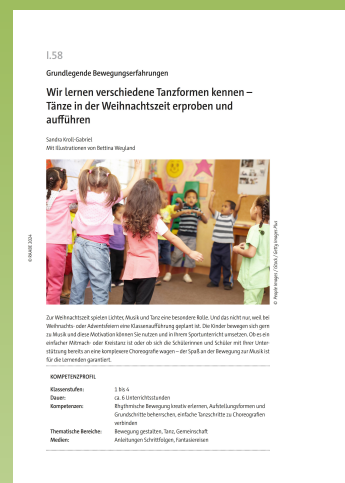 I.58
Grundlegende Bewegungserfahrungen
Wir lernen verschiedene Tanzformen kennen –
Tänze in der Weihnachtszeit erproben und
aufführen
Sandra Kroll-Gabriel
Mit Illustrationen von Bettina Weyland
© RAABE 2024
© People Images / iStock / Getty Images Plus
Zur Weihnachtszeit spielen Lichter, Musik und Tanz eine besondere Rolle. Und das nicht nur, weil bei
Weihnachts- oder Adventsfeiern eine Klassenaufführung geplant ist. Die Kinder bewegen sich gern
zu Musik und diese Motivation können Sie nutzen und in Ihrem Sportunterricht umsetzen. Ob es ein
einfacher Mitmach- oder Kreistanz ist oder ob sich die Schülerinnen und Schüler mit Ihrer Unter-
stützung bereits an eine komplexe Choreografie wagen – der Spaß an der Bewegung zur Musik ist
für die Lernenden garantiert.
KOMPETENZPROFIL
Klassenstufen: 1 bis 4
Dauer: ca. 6 Unterrichtsstunden
Kompetenzen: Rhythmische Bewegung kreativ erlernen, Aufstellungsformen und
Grundschritte beherrschen, einfache Tanzschritte zu Choreografien
verbinden
Thematische Bereiche: Bewegung gestalten, Tanz, Gemeinschaft
Medien: Anleitungen Schrittfolgen, Fantasiereisen